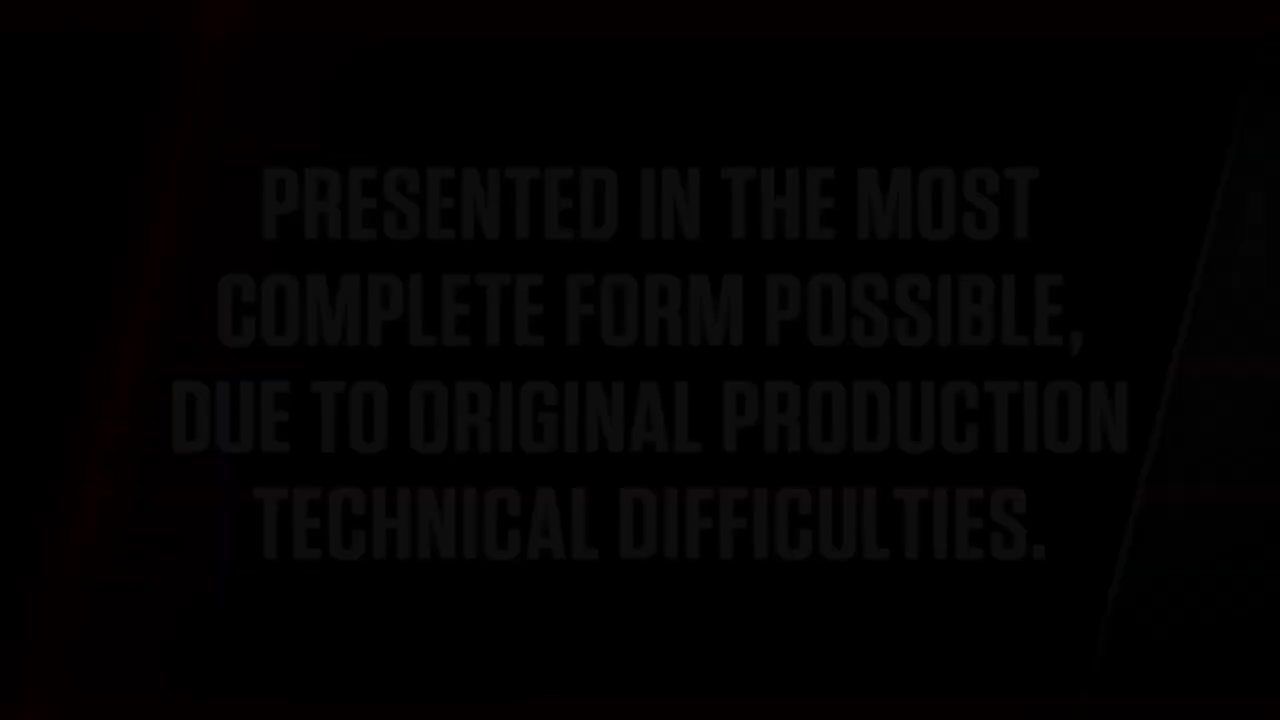 PRESENTED IN THE MOST
COMPLETE FORM POSSIBLE,
DUE TO ORIGINAL PRODUCTION
TECHNICAL DIFFICULTIES.